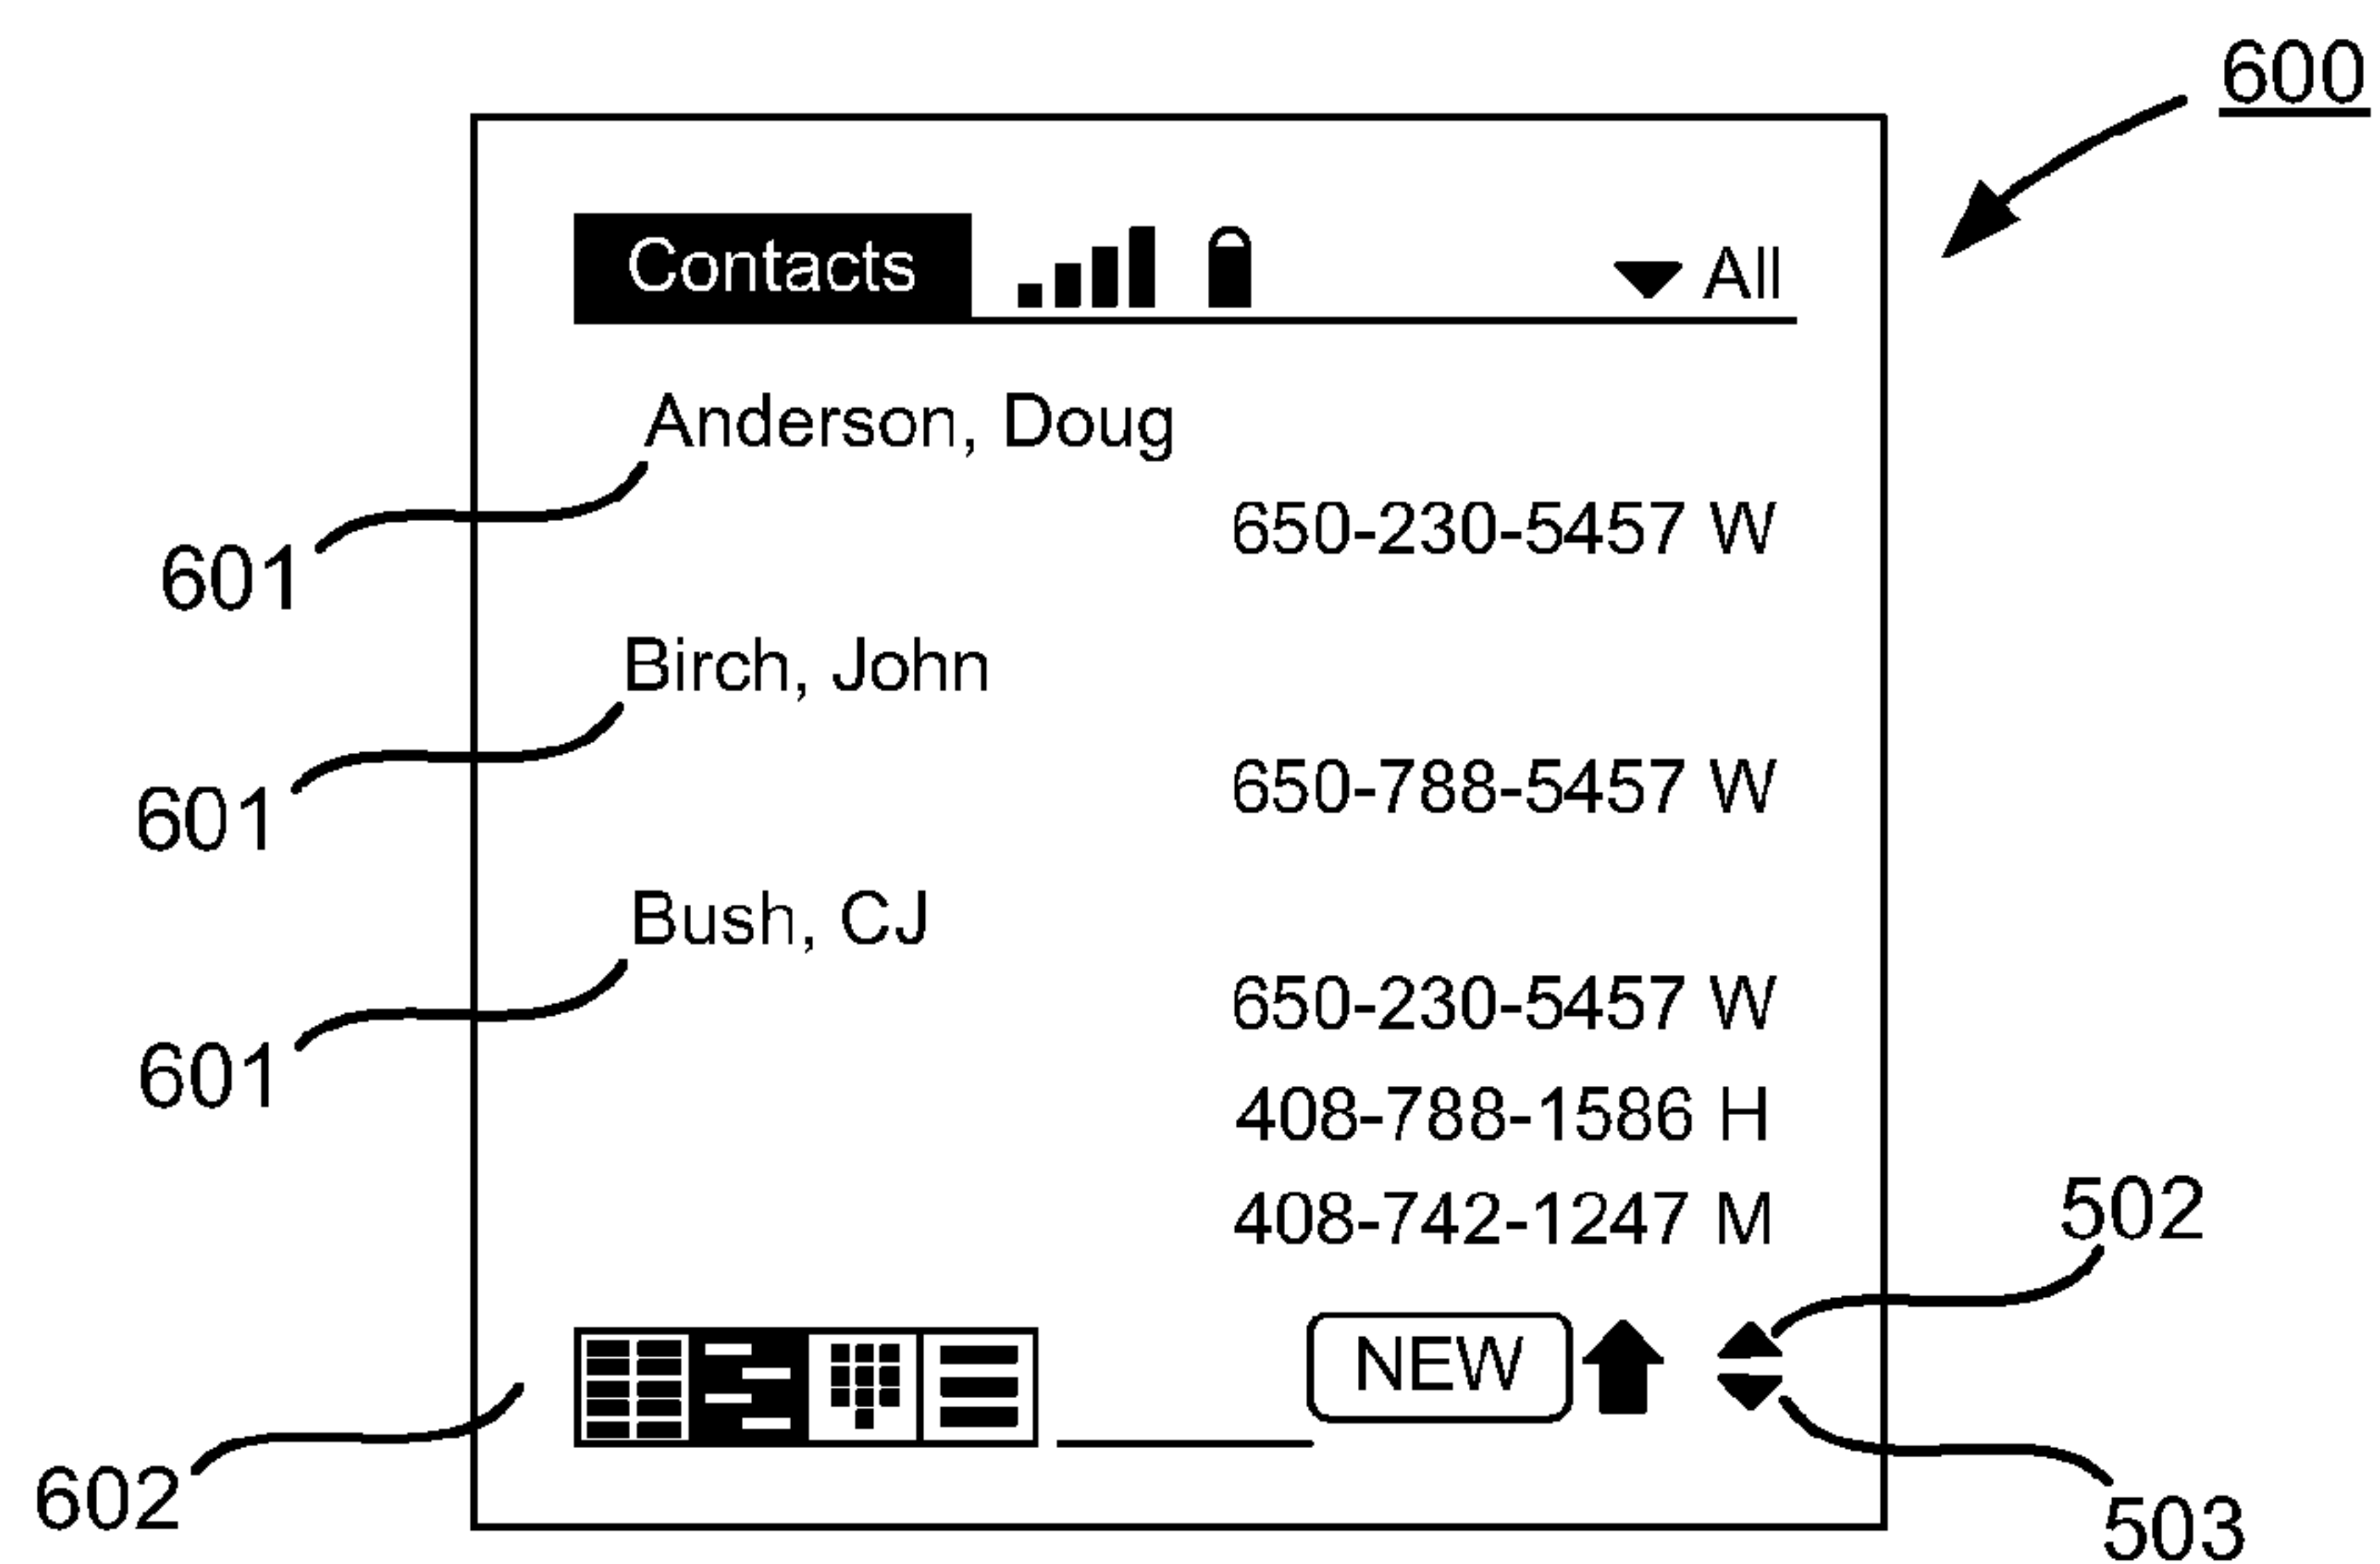 600
Contacts All
Anderson, Doug
650-230-5457 W
601
Birch, John
650-788-5457 W
601
Bush, CJ
650-230-5457 W
601
408-788-1586 H
408-742-1247 M
502
NEW
602
503